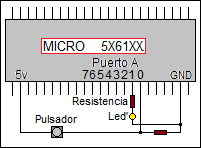 MICRO 5X61XX
Puerto A
5v 76543210 GND
Resistencia
Pulsador Led'